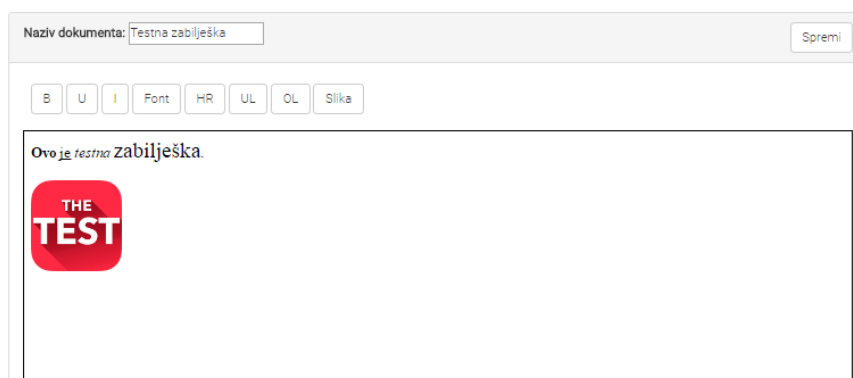 Naziv dokumenta: Testna zabilješka Spremi
B U I Font HR UL OL Slika
Ovo je testna zabilješka.
THE
TEST